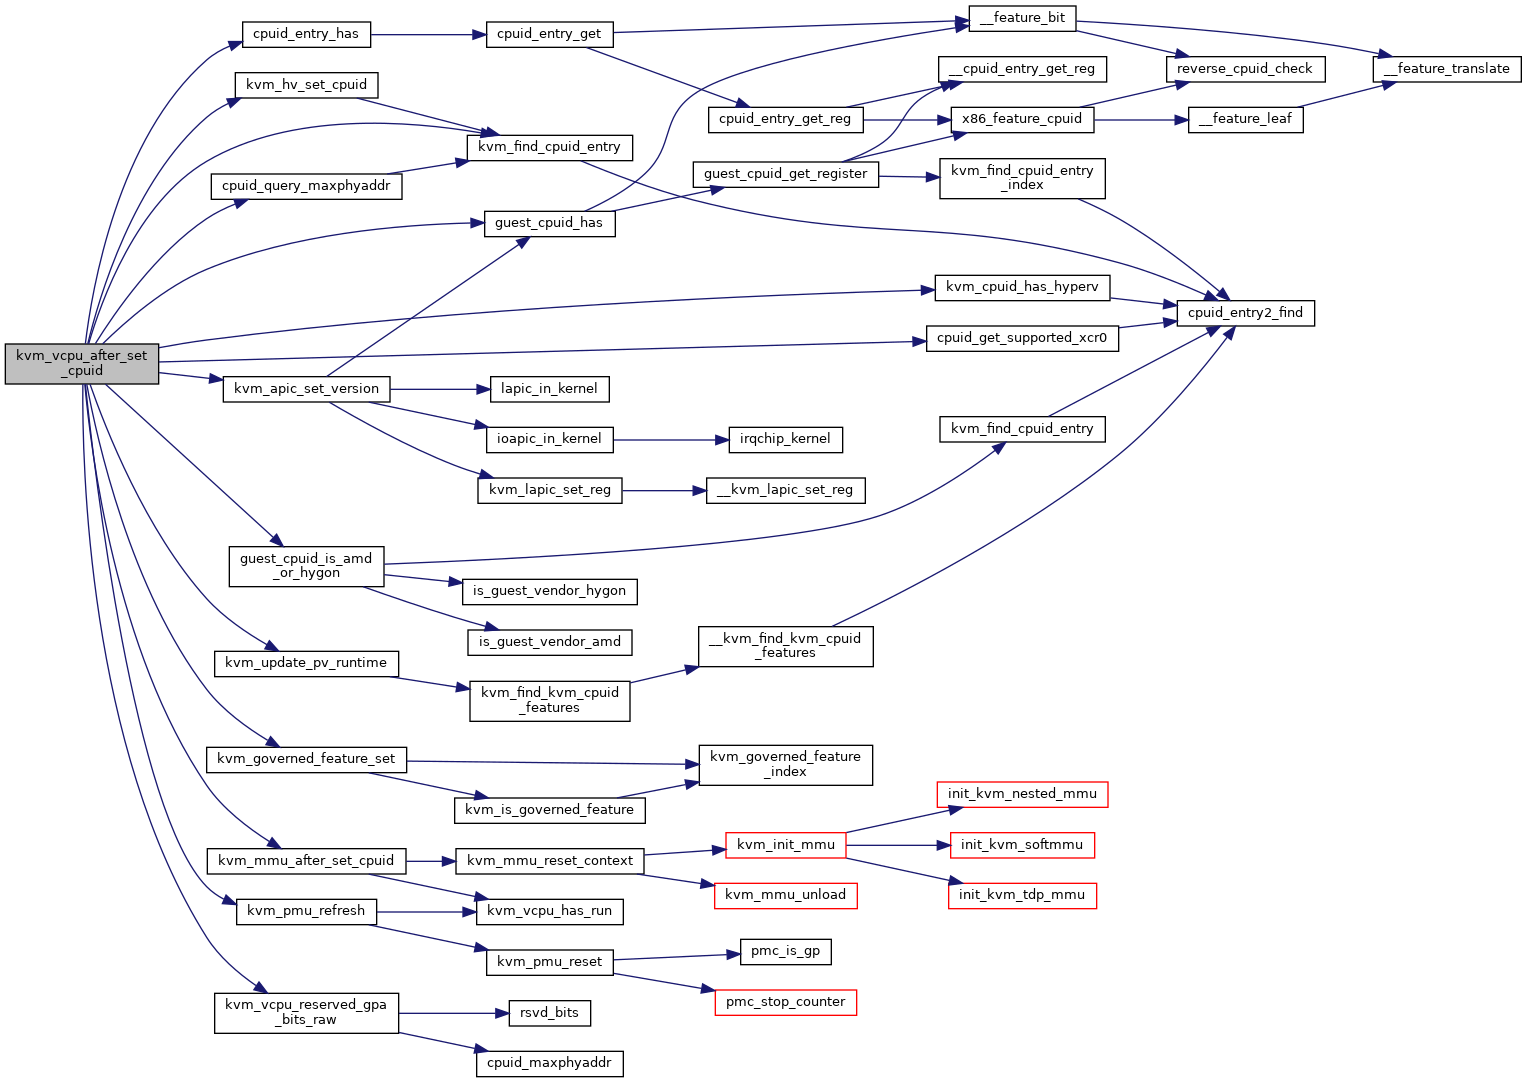 kvm_vcpu_after_set
_cpuid
cpuid_entry_has
kvm_hv_set_cpuid
cpuid_query_maxphyaddr
kvm_apic_set_version
guest_cpuid_is_amd
_or_hygon
kvm_update_pv_runtime
kvm_governed_feature_set
kvm_mmu_after_set_cpuid
kvm_pmu_refresh
kvm_vcpu_reserved_gpa
_bits_raw
cpuid_entry_get
kvm_find_cpuid_entry
guest_cpuid_has
lapic_in_kernel
ioapic_in_kernel
kvm_lapic_set_reg
is_guest_vendor_hygon
is_guest_vendor_amd
kvm_find_kvm_cpuid
_features
kvm_is_governed_feature
kvm_mmu_reset_context
kvm_vcpu_has_run
kvm_pmu_reset
rsvd_bits
cpuid_maxphyaddr
cpuid_entry_get_reg
guest_cpuid_get_register
irqchip_kernel
__kvm_lapic_set_reg
__kvm_find_kvm_cpuid
_features
kvm_governed_feature
_index
kvm_init_mmu
kvm_mmu_unload
pmc_is_gp
pmc_stop_counter
__feature_bit
__cpuid_entry_get_reg
x86_feature_cpuid
kvm_find_cpuid_entry
_index
kvm_cpuid_has_hyperv
cpuid_get_supported_xcr0
kvm_find_cpuid_entry
init_kvm_nested_mmu
init_kvm_softmmu
init_kvm_tdp_mmu
reverse_cpuid_check
__feature_leaf
cpuid_entry2_find
__feature_translate